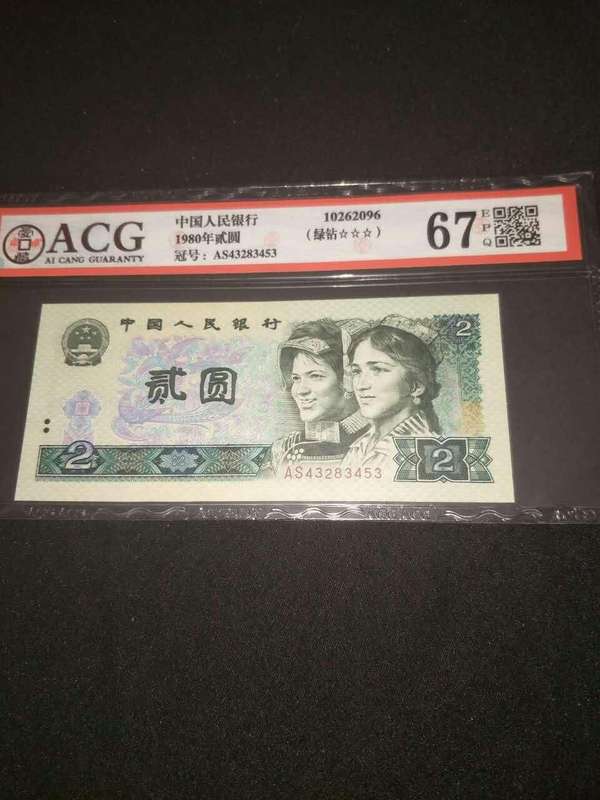 ACG
AI CANG GUARANTY
中国人民银行
1980年贰圆
冠号: AS43283453
10262096
(绿钻☆☆☆)
67
EPQ
中国人民银行
2
贰圆
2
AS43283453
2